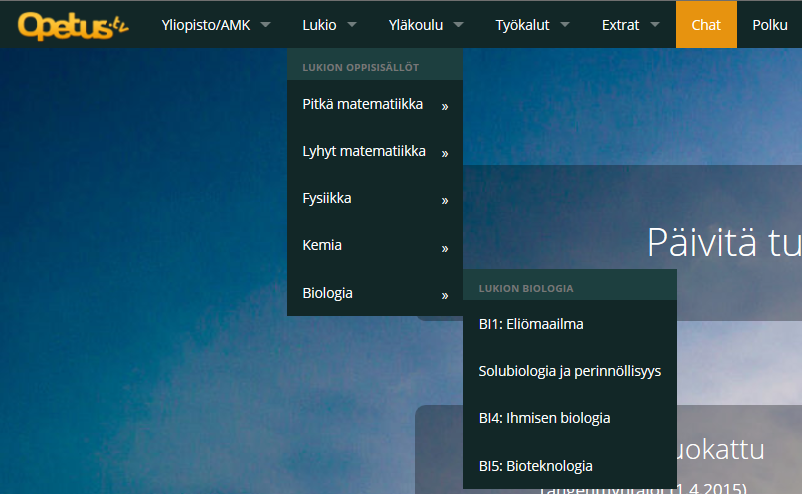 Opetus.tv
Yliopisto/AMK Lukio Yläkoulu Työkalut Extrat Chat Polku
LUKION OPPISISÄLLÖT
Pitkä matematiikka »
Lyhyt matematiikka »
Fysiikka »
Kemia »
Biologia »
Päivitä tu
LUKION BIOLOGIA
BI1: Eliömaailma
Solubiologia ja perinnöllisyys
BI4: Ihmisen biologia
BI5: Bioteknologia
uokattu
(1.4.2015)